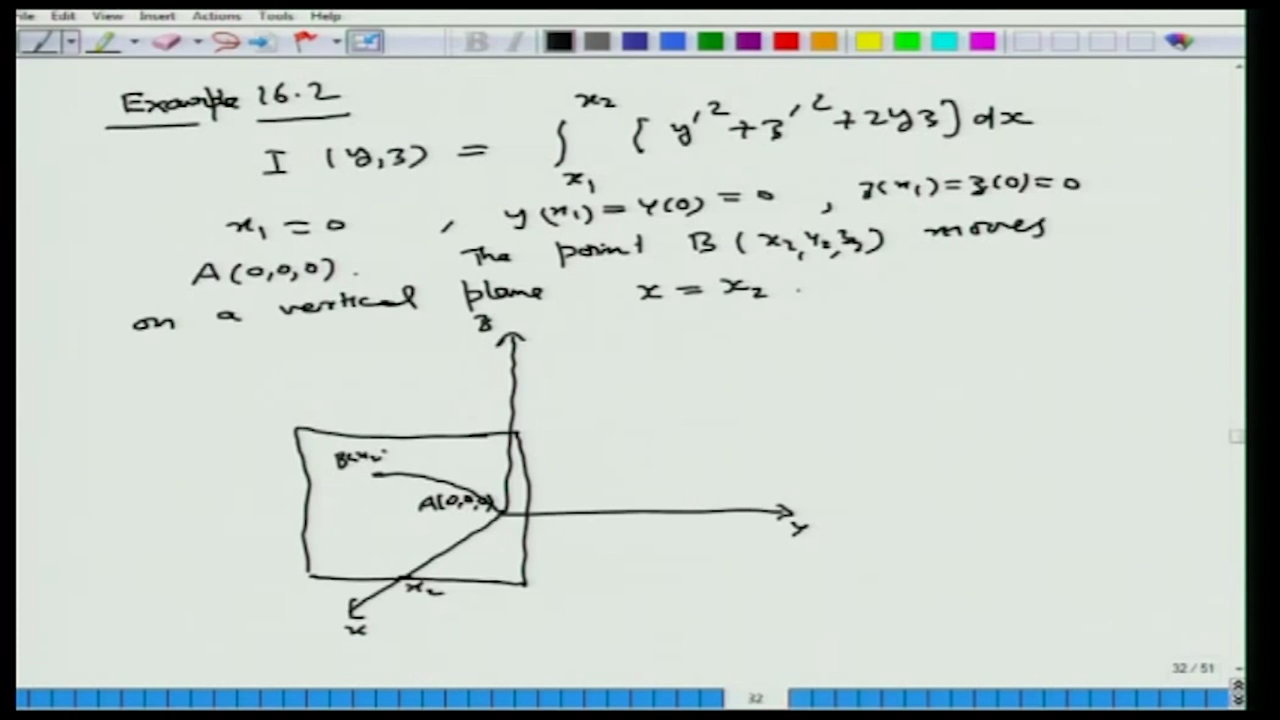 File Edit View Insert Actions Tools Help
Example 16.2
I (y,z) = ∫_{x1}^{x2} [y'^2 + z'^2 + 2yz] dx
x1 = 0 , y(x1) = y(0) = 0 , z(x1) = z(0) = 0
A(0,0,0). The point B(x2,y2,z2) moves
on a vertical plane x = x2 .
z
B(x2
A(0,0,0)
y
x2
x
32 / 51
32